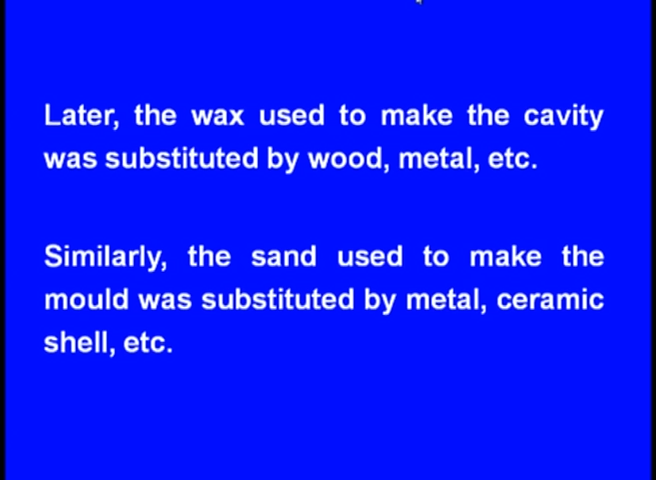 Later, the wax used to make the cavity
was substituted by wood, metal, etc.
Similarly, the sand used to make the
mould was substituted by metal, ceramic
shell, etc.